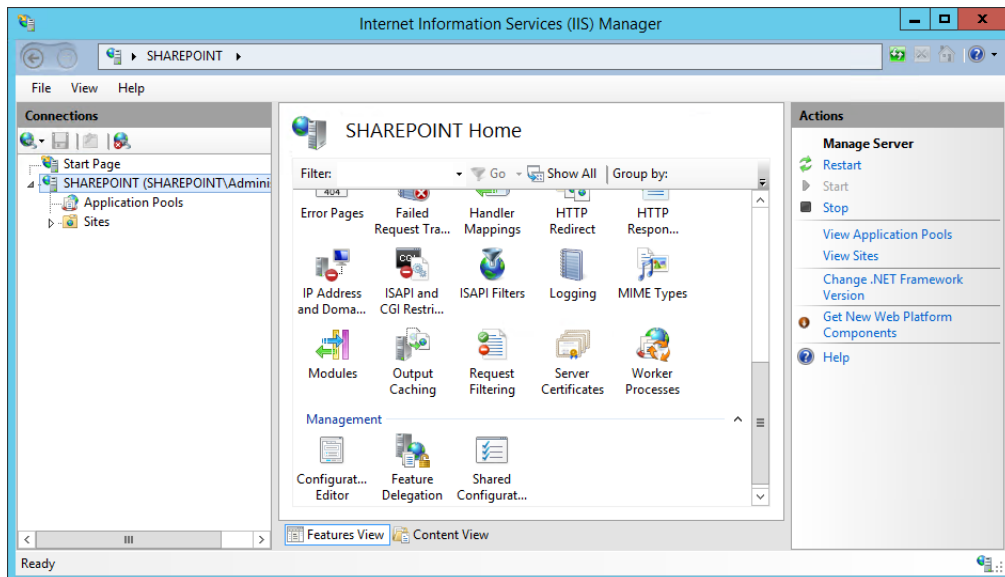 Internet Information Services (IIS) Manager
SHAREPOINT
File View Help
Connections
Start Page
SHAREPOINT (SHAREPOINT\Adminis
Application Pools
Sites
SHAREPOINT Home
Filter: Go Show All Group by:
404
Error Pages
Failed
Request Tra...
Handler
Mappings
HTTP
Redirect
HTTP
Respon...
IP Address
and Doma...
CGI
ISAPI and
CGI Restri...
ISAPI Filters
Logging
MIME Types
Modules
Output
Caching
Request
Filtering
Server
Certificates
Worker
Processes
Management
Configurat...
Editor
Feature
Delegation
Shared
Configurat...
Features View Content View
Actions
Manage Server
Restart
Start
Stop
View Application Pools
View Sites
Change .NET Framework
Version
Get New Web Platform
Components
Help
Ready